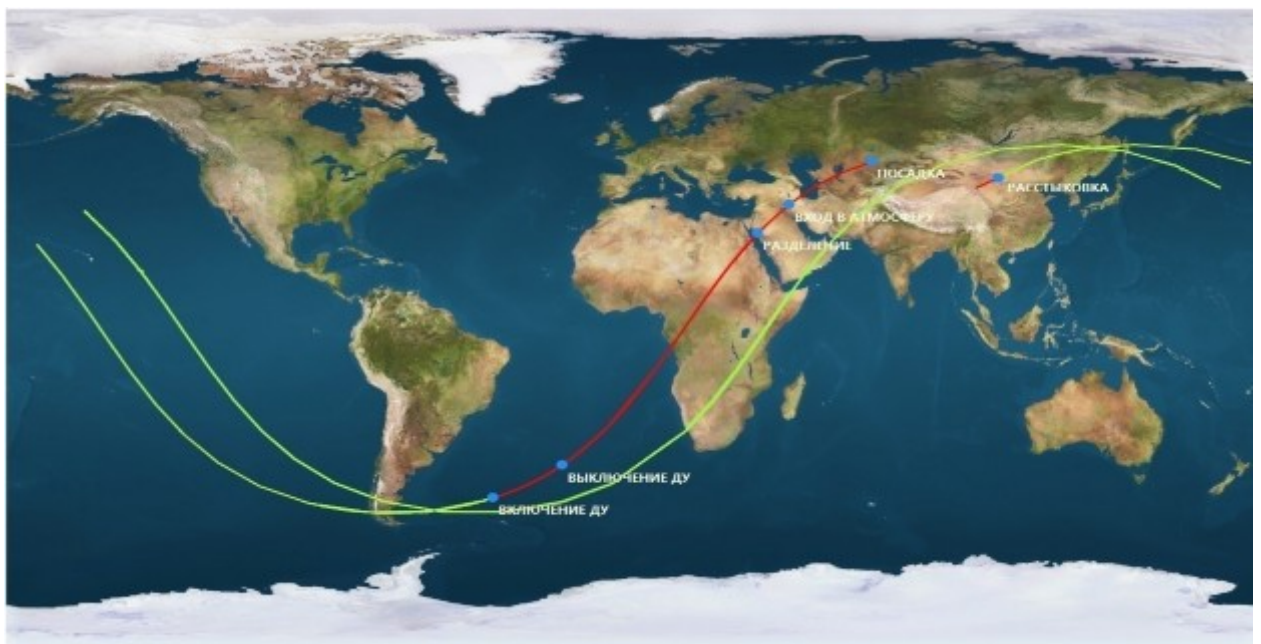 ПОСАДКА
РАССТЫКОВКА
ВХОД В АТМОСФЕРУ
РАЗДЕЛЕНИЕ
ВЫКЛЮЧЕНИЕ ДУ
ВКЛЮЧЕНИЕ ДУ